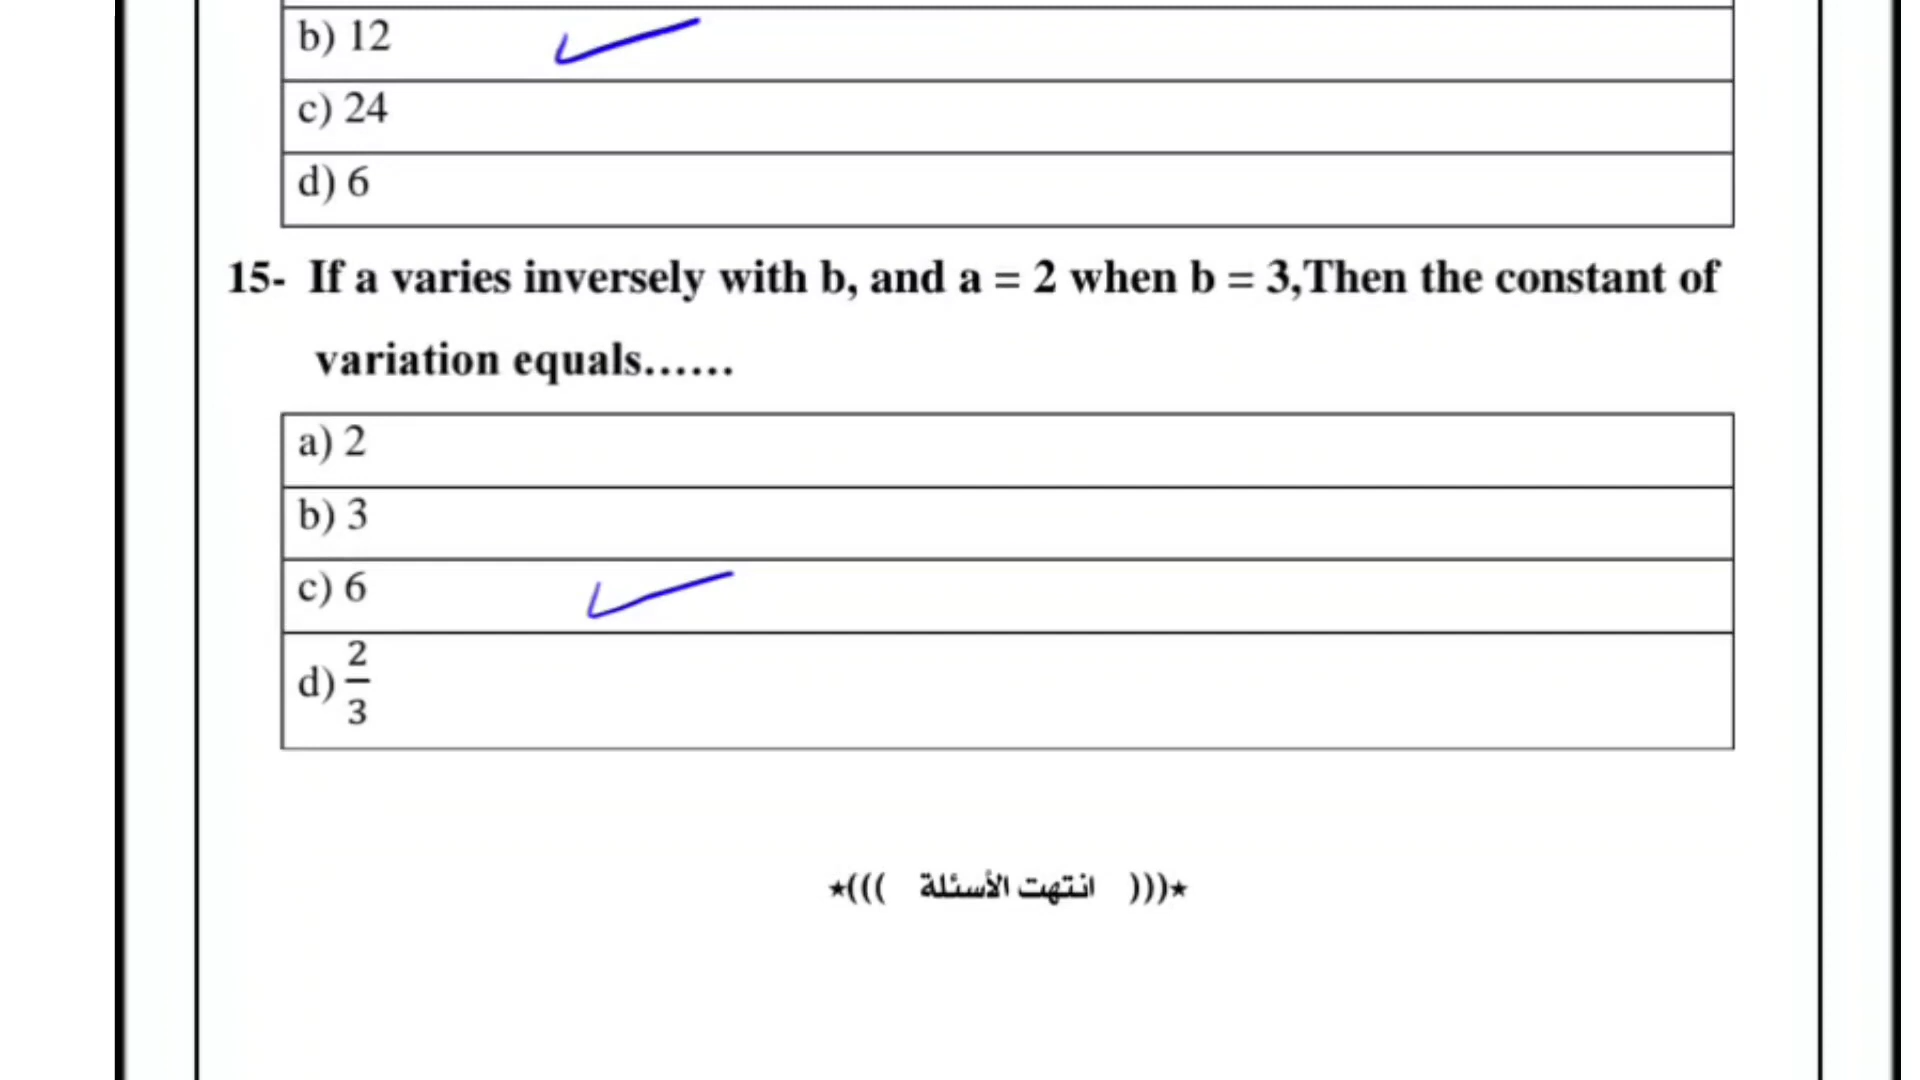 b) 12
c) 24
d) 6
15- If a varies inversely with b, and a = 2 when b = 3,Then the constant of
variation equals......
a) 2
b) 3
c) 6
d) 2/3
*((( انتهت الأسئلة )))*